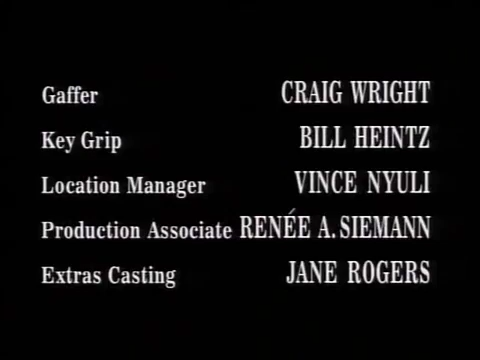 Gaffer CRAIG WRIGHT
Key Grip BILL HEINTZ
Location Manager VINCE NYULI
Production Associate RENÉE A. SIEMANN
Extras Casting JANE ROGERS